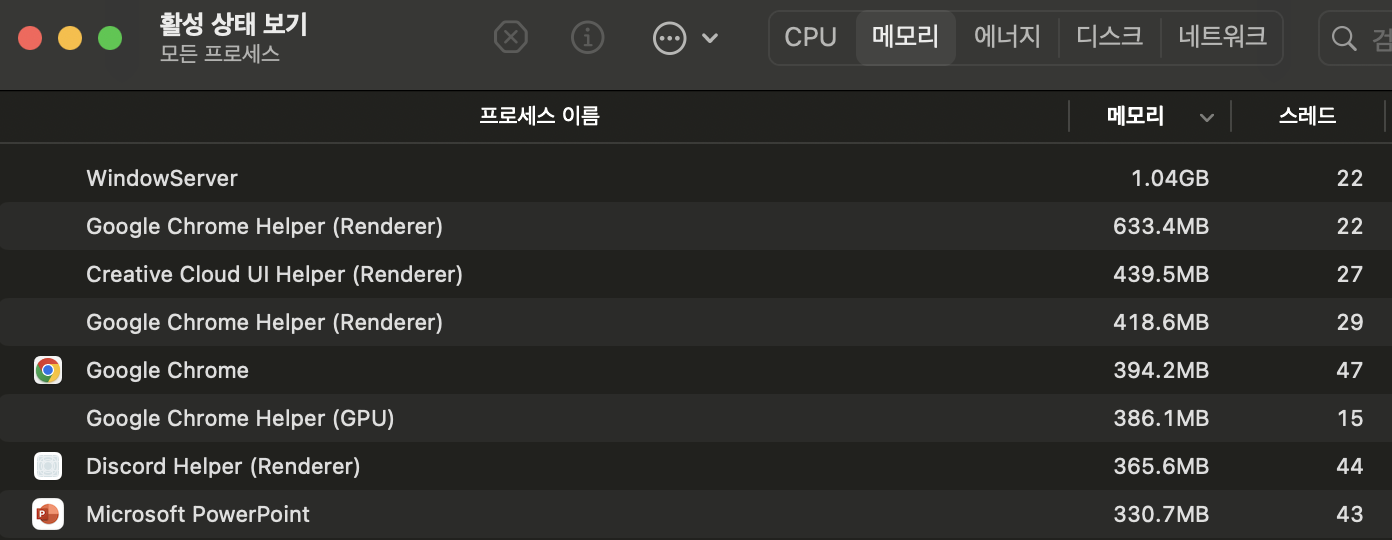 활성 상태 보기
모든 프로세스
CPU 메모리 에너지 디스크 네트워크
프로세스 이름 메모리 스레드
WindowServer 1.04GB 22
Google Chrome Helper (Renderer) 633.4MB 22
Creative Cloud UI Helper (Renderer) 439.5MB 27
Google Chrome Helper (Renderer) 418.6MB 29
Google Chrome 394.2MB 47
Google Chrome Helper (GPU) 386.1MB 15
Discord Helper (Renderer) 365.6MB 44
Microsoft PowerPoint 330.7MB 43